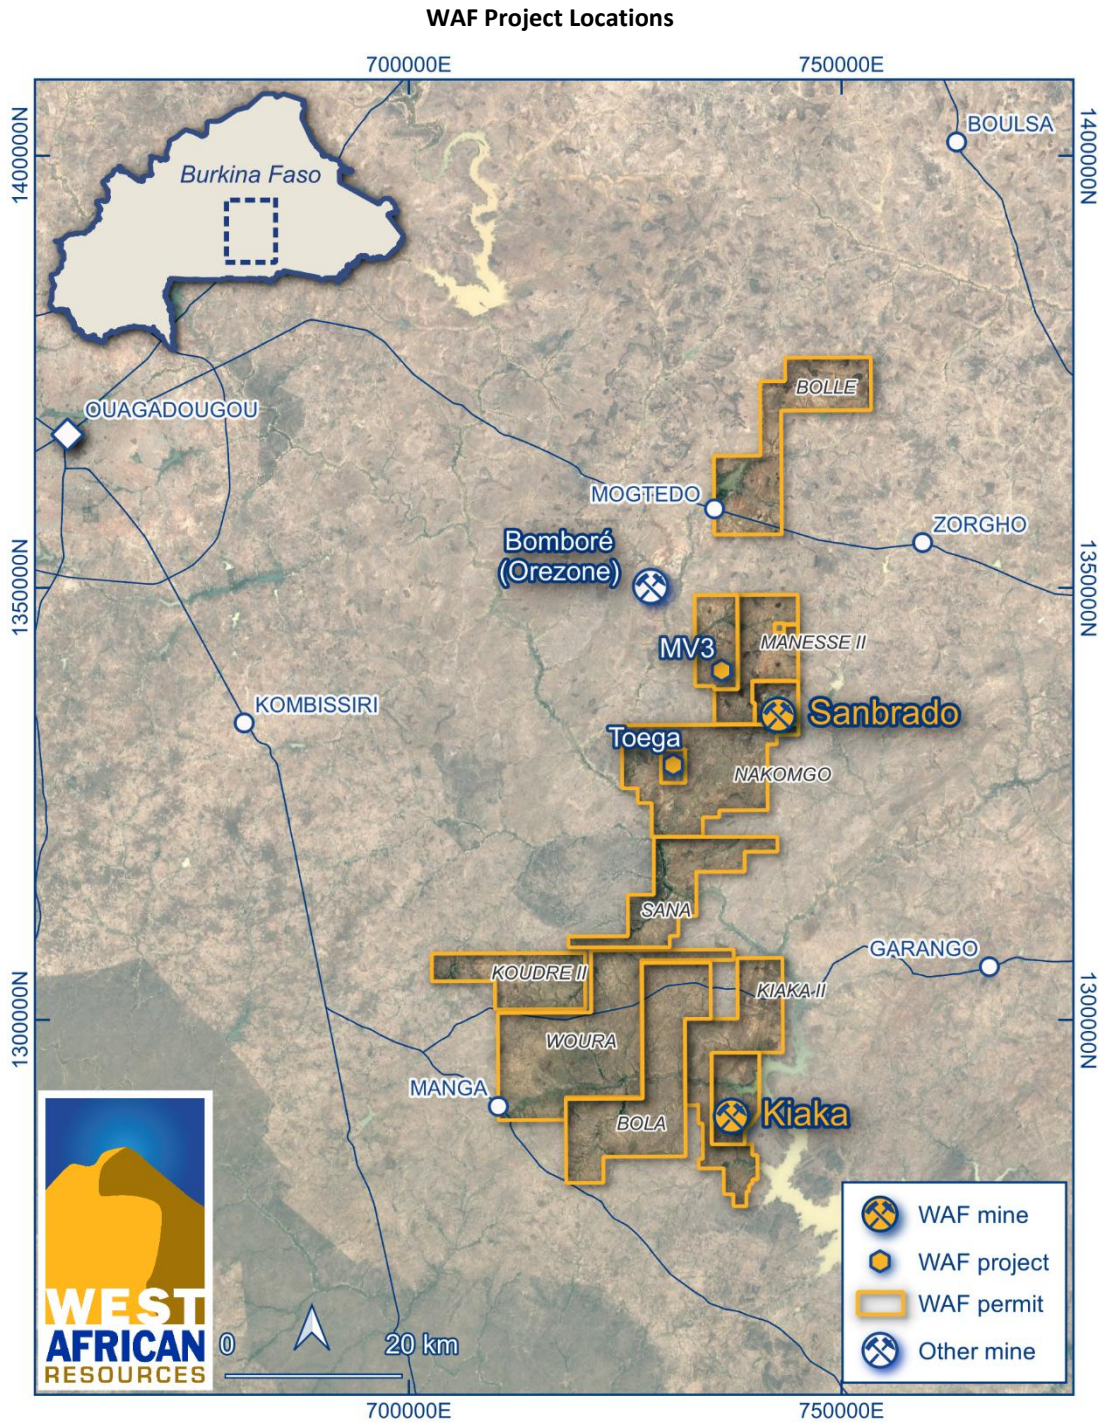 WAF Project Locations
700000E
750000E
1400000N
1400000N
BOULSA
Burkina Faso
OUAGADOUGOU
BOLLE
MOGTEDO
ZORGHO
Bomboré
(Orezone)
1350000N
1350000N
MV3
MANESSE II
KOMBISSIRI
Sanbrado
Toega
NAKOMGO
SANA
GARANGO
KOUDRE II
KIAKA II
1300000N
1300000N
WOURA
MANGA
BOLA
Kiaka
WEST
AFRICAN
RESOURCES
0
20 km
WAF mine
WAF project
WAF permit
Other mine
700000E
750000E